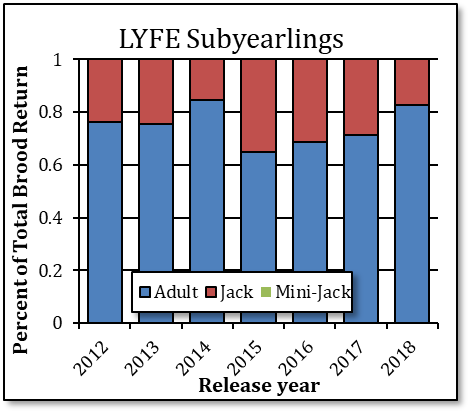 LYFE Subyearlings
Percent of Total Brood Return
1
0.8
0.6
0.4
0.2
0
Adult Jack Mini-Jack
2012 2013 2014 2015 2016 2017 2018
Release year